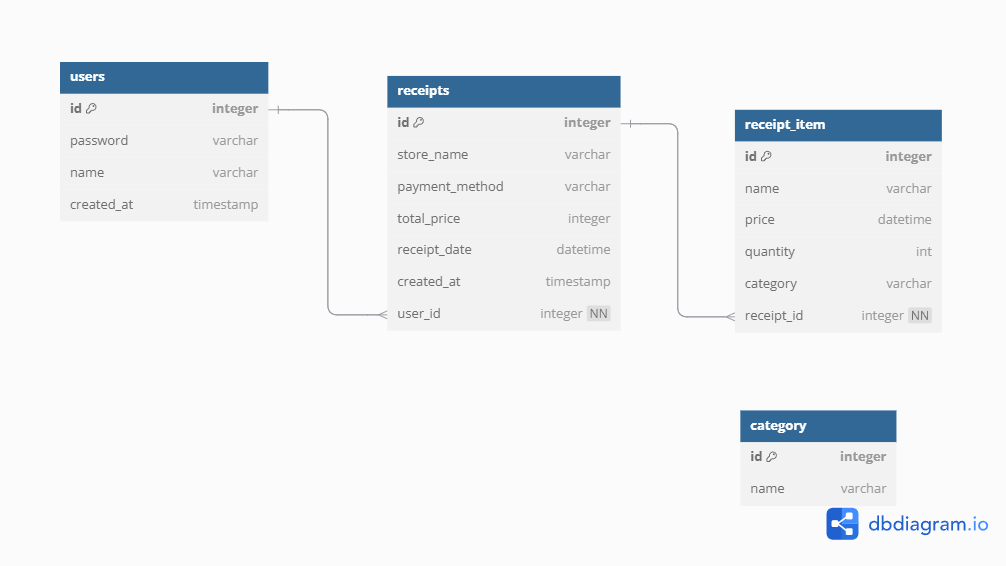 users
id integer
password varchar
name varchar
created_at timestamp
receipts
id integer
store_name varchar
payment_method varchar
total_price integer
receipt_date datetime
created_at timestamp
user_id integer NN
receipt_item
id integer
name varchar
price datetime
quantity int
category varchar
receipt_id integer NN
category
id integer
name varchar
dbdiagram.io